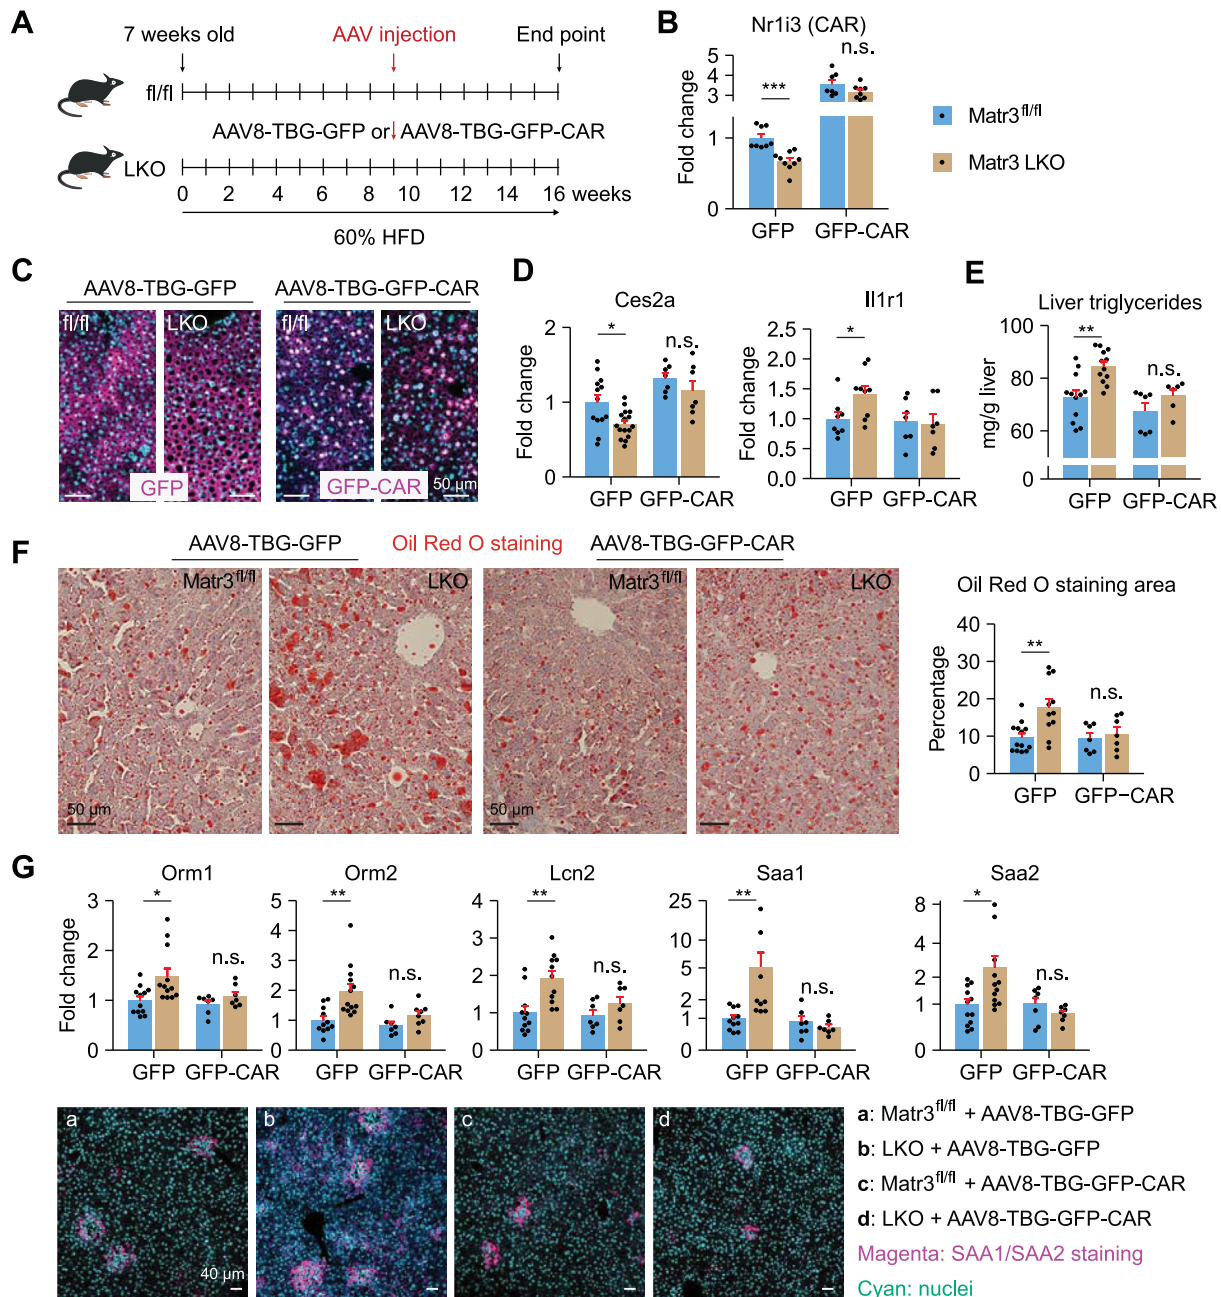 A
7 weeks old
AAV injection
End point
fl/fl
AAV8-TBG-GFP or AAV8-TBG-GFP-CAR
LKO
0 2 4 6 8 10 12 14 16 weeks
60% HFD
B
Nr1i3 (CAR)
n.s.
***
Fold change
5
4
3
1
0
GFP GFP-CAR
Matr3fl/fl
Matr3 LKO
C
AAV8-TBG-GFP AAV8-TBG-GFP-CAR
fl/fl LKO fl/fl LKO
GFP GFP-CAR 50 µm
D
Ces2a
Fold change
2
1
0
*
n.s.
GFP GFP-CAR
Il1r1
Fold change
2.5
2.0
1.5
1.0
0.5
0.0
*
GFP GFP-CAR
E
Liver triglycerides
mg/g liver
100
80
60
0
**
n.s.
GFP GFP-CAR
F
AAV8-TBG-GFP Oil Red O staining AAV8-TBG-GFP-CAR
Matr3fl/fl LKO Matr3fl/fl LKO
50 µm 50 µm
Oil Red O staining area
Percentage
40
30
20
10
0
**
n.s.
GFP GFP−CAR
G
Orm1
Fold change
3
2
1
0
*
n.s.
GFP GFP-CAR
Orm2
5
4
3
2
1
0
**
n.s.
GFP GFP-CAR
Lcn2
4
3
2
1
0
**
n.s.
GFP GFP-CAR
Saa1
25
10
5
2
1
0
**
n.s.
GFP GFP-CAR
Saa2
8
4
2
1
0
*
n.s.
GFP GFP-CAR
a b c d
40 µm
a: Matr3fl/fl + AAV8-TBG-GFP
b: LKO + AAV8-TBG-GFP
c: Matr3fl/fl + AAV8-TBG-GFP-CAR
d: LKO + AAV8-TBG-GFP-CAR
Magenta: SAA1/SAA2 staining
Cyan: nuclei